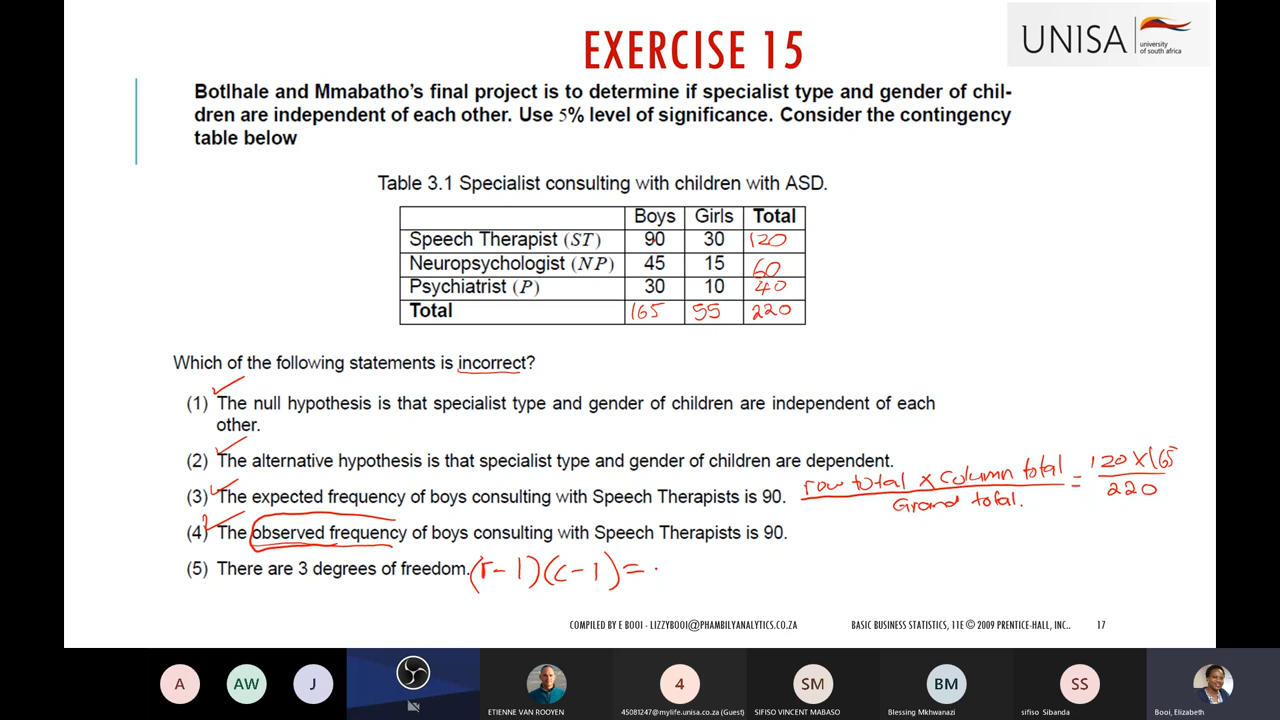 EXERCISE 15
UNISA
university
of south africa
Botlhale and Mmabatho's final project is to determine if specialist type and gender of chil-
dren are independent of each other. Use 5% level of significance. Consider the contingency
table below
Table 3.1 Specialist consulting with children with ASD.
Boys Girls Total
Speech Therapist (ST) 90 30 120
Neuropsychologist (NP) 45 15 60
Psychiatrist (P) 30 10 40
Total 165 55 220
Which of the following statements is incorrect?
(1) The null hypothesis is that specialist type and gender of children are independent of each
other.
(2) The alternative hypothesis is that specialist type and gender of children are dependent.
(3) The expected frequency of boys consulting with Speech Therapists is 90.
row total x Column total = 120 x 165
Grand total. 220
(4) The observed frequency of boys consulting with Speech Therapists is 90.
(5) There are 3 degrees of freedom. (r-1)(c-1)=
COMPILED BY E BOOI - LIZZYBOOI@PHAMBILYANALYTICS.CO.ZA
BASIC BUSINESS STATISTICS, 11E © 2009 PRENTICE-HALL, INC..
17
A
AW
J
4
SM
BM
SS
ETIENNE VAN ROOYEN
45081247@mylife.unisa.co.za (Guest)
SIFISO VINCENT MABASO
Blessing Mkhwanazi
sifiso Sibanda
Booi, Elizabeth